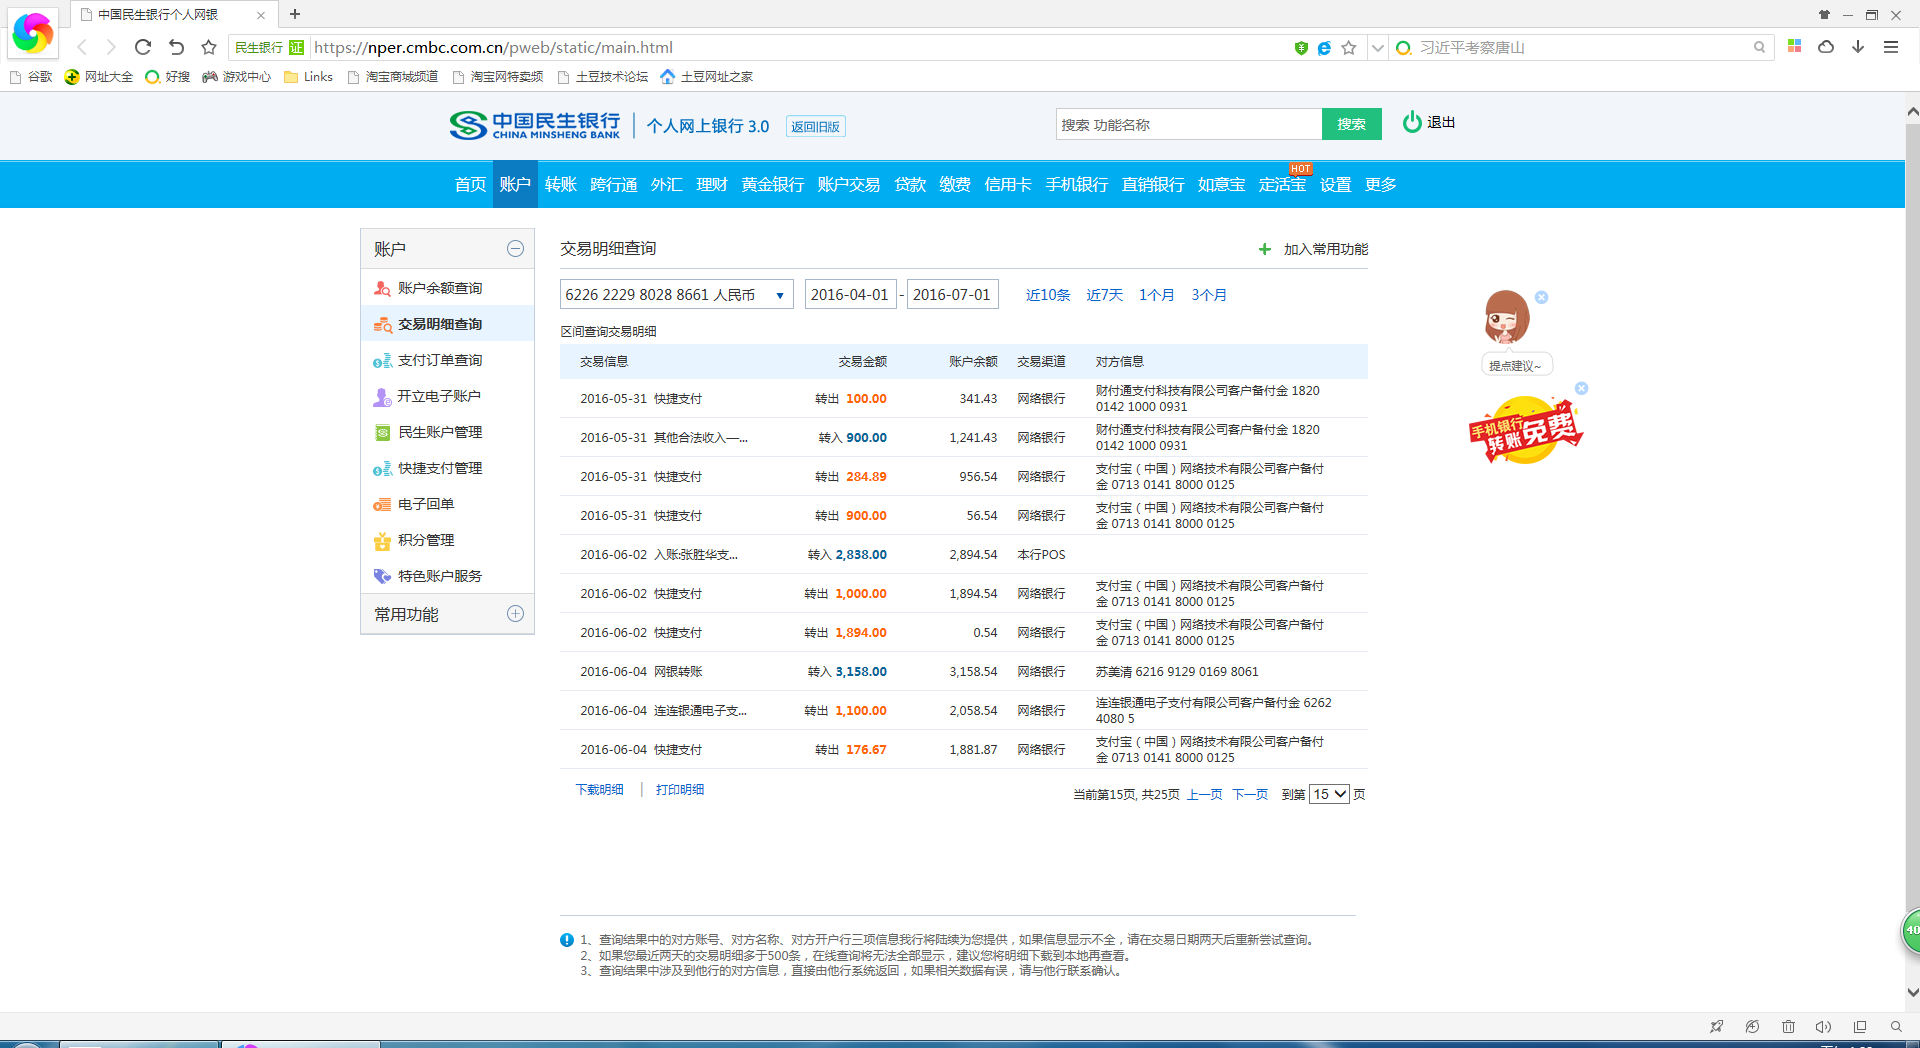 中国民生银行个人网银
民生银行 证 https://nper.cmbc.com.cn/pweb/static/main.html
习近平考察唐山
谷歌 网址大全 好搜 游戏中心 Links 淘宝商城频道 淘宝网特卖频 土豆技术论坛 土豆网址之家
中国民生银行
CHINA MINSHENG BANK
个人网上银行 3.0 返回旧版
搜索 功能名称 搜索 退出
HOT
首页 账户 转账 跨行通 外汇 理财 黄金银行 账户交易 贷款 缴费 信用卡 手机银行 直销银行 如意宝 定活宝 设置 更多
账户
账户余额查询
交易明细查询
支付订单查询
开立电子账户
民生账户管理
快捷支付管理
电子回单
积分管理
特色账户服务
常用功能
交易明细查询 加入常用功能
6226 2229 8028 8661 人民币 2016-04-01 - 2016-07-01 近10条 近7天 1个月 3个月
区间查询交易明细
交易信息 交易金额 账户余额 交易渠道 对方信息
2016-05-31 快捷支付 转出 100.00 341.43 网络银行 财付通支付科技有限公司客户备付金 1820
0142 1000 0931
2016-05-31 其他合法收入—... 转入 900.00 1,241.43 网络银行 财付通支付科技有限公司客户备付金 1820
0142 1000 0931
2016-05-31 快捷支付 转出 284.89 956.54 网络银行 支付宝（中国）网络技术有限公司客户备付
金 0713 0141 8000 0125
2016-05-31 快捷支付 转出 900.00 56.54 网络银行 支付宝（中国）网络技术有限公司客户备付
金 0713 0141 8000 0125
2016-06-02 入账:张胜华支... 转入 2,838.00 2,894.54 本行POS
2016-06-02 快捷支付 转出 1,000.00 1,894.54 网络银行 支付宝（中国）网络技术有限公司客户备付
金 0713 0141 8000 0125
2016-06-02 快捷支付 转出 1,894.00 0.54 网络银行 支付宝（中国）网络技术有限公司客户备付
金 0713 0141 8000 0125
2016-06-04 网银转账 转入 3,158.00 3,158.54 网络银行 苏美清 6216 9129 0169 8061
2016-06-04 连连银通电子支... 转出 1,100.00 2,058.54 网络银行 连连银通电子支付有限公司客户备付金 6262
4080 5
2016-06-04 快捷支付 转出 176.67 1,881.87 网络银行 支付宝（中国）网络技术有限公司客户备付
金 0713 0141 8000 0125
下载明细 | 打印明细
当前第15页, 共25页 上一页 下一页 到第 15 页
提点建议~
手机银行
转账免费
1、查询结果中的对方账号、对方名称、对方开户行三项信息我行将陆续为您提供，如果信息显示不全，请在交易日期两天后重新尝试查询。
2、如果您最近两天的交易明细多于500条，在线查询将无法全部显示，建议您将明细下载到本地再查看。
3、查询结果中涉及到他行的对方信息，直接由他行系统返回，如果相关数据有误，请与他行联系确认。
40